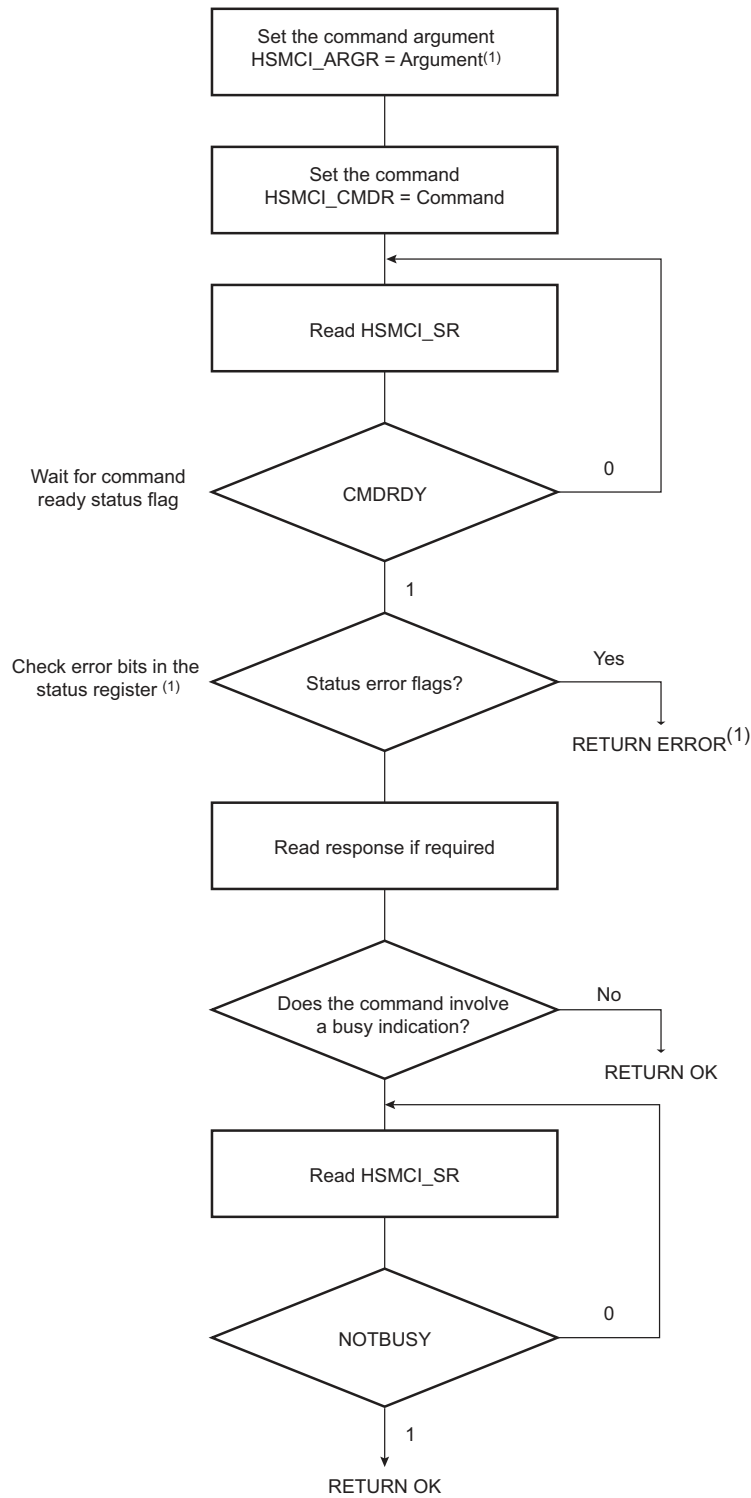 Set the command argument
HSMCI_ARGR = Argument(1)
Set the command
HSMCI_CMDR = Command
Read HSMCI_SR
Wait for command
ready status flag
CMDRDY
0
1
Check error bits in the
status register (1)
Status error flags?
Yes
RETURN ERROR(1)
Read response if required
Does the command involve
a busy indication?
No
RETURN OK
Read HSMCI_SR
NOTBUSY
0
1
RETURN OK